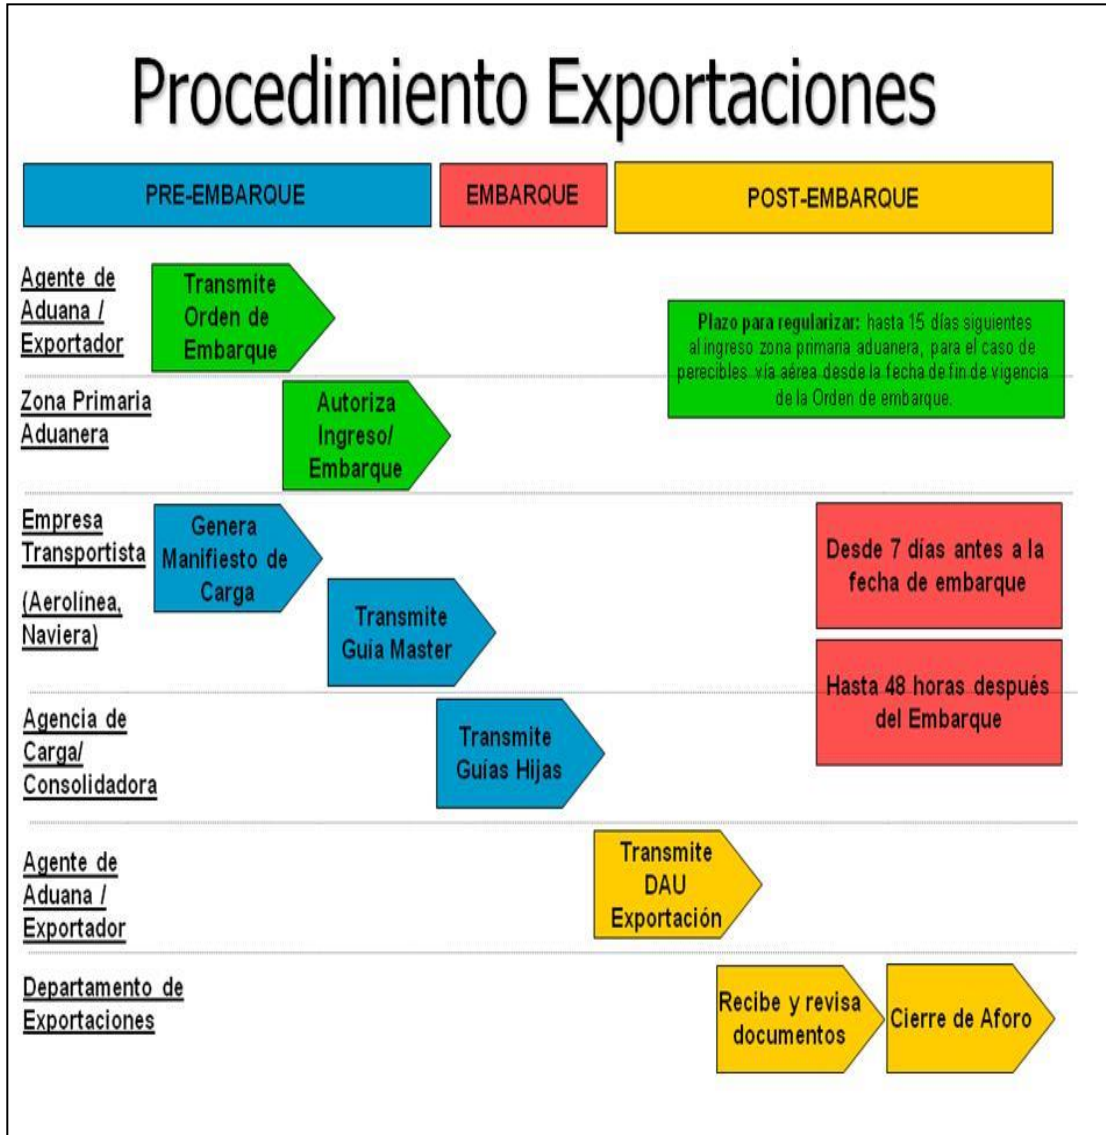 Procedimiento Exportaciones
PRE-EMBARQUE
EMBARQUE
POST-EMBARQUE
Agente de
Aduana /
Exportador
Transmite
Orden de
Embarque
Plazo para regularizar: hasta 15 días siguientes
al ingreso zona primaria aduanera, para el caso de
perecibles vía aérea desde la fecha de fin de vigencia
de la Orden de embarque.
Zona Primaria
Aduanera
Autoriza
Ingreso/
Embarque
Empresa
Transportista
(Aerolínea,
Naviera)
Genera
Manifiesto de
Carga
Transmite
Guía Master
Desde 7 días antes a la
fecha de embarque
Hasta 48 horas después
del Embarque
Agencia de
Carga/
Consolidadora
Transmite
Guías Hijas
Agente de
Aduana /
Exportador
Transmite
DAU
Exportación
Departamento de
Exportaciones
Recibe y revisa
documentos
Cierre de Aforo